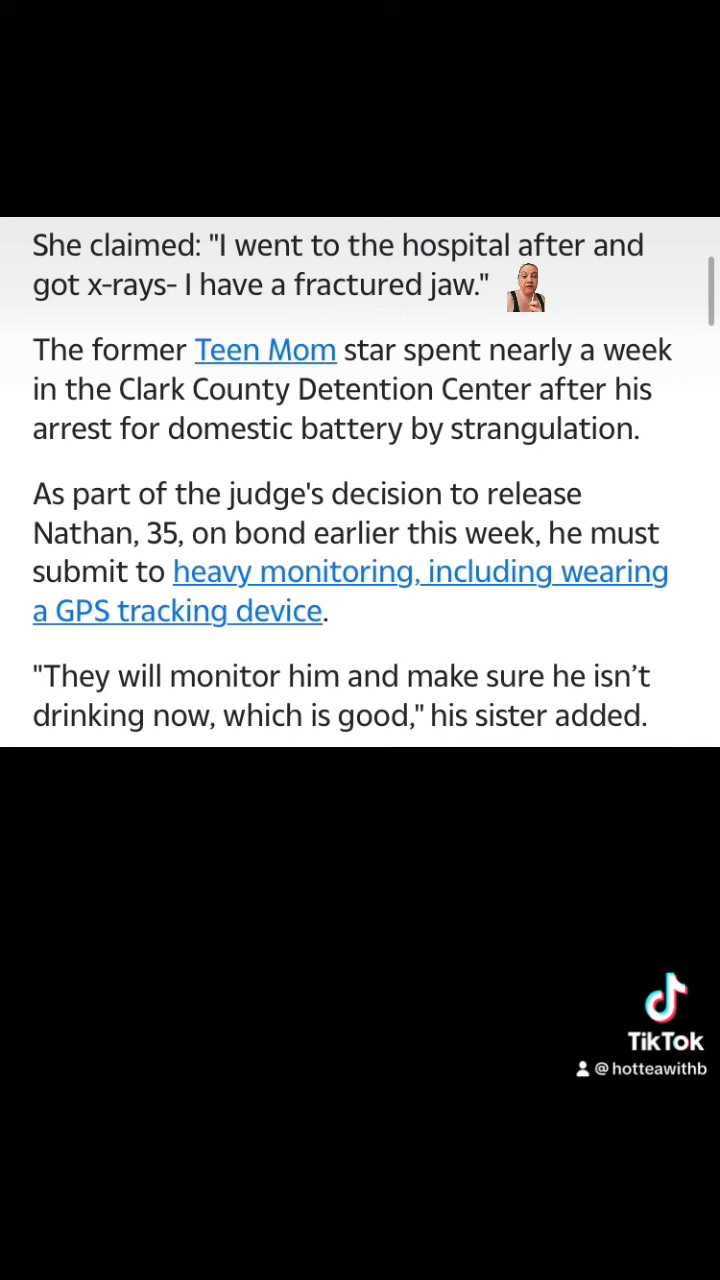 She claimed: "I went to the hospital after and
got x-rays- I have a fractured jaw."
The former Teen Mom star spent nearly a week
in the Clark County Detention Center after his
arrest for domestic battery by strangulation.
As part of the judge's decision to release
Nathan, 35, on bond earlier this week, he must
submit to heavy monitoring, including wearing
a GPS tracking device.
"They will monitor him and make sure he isn’t
drinking now, which is good," his sister added.
TikTok
@hotteawithb